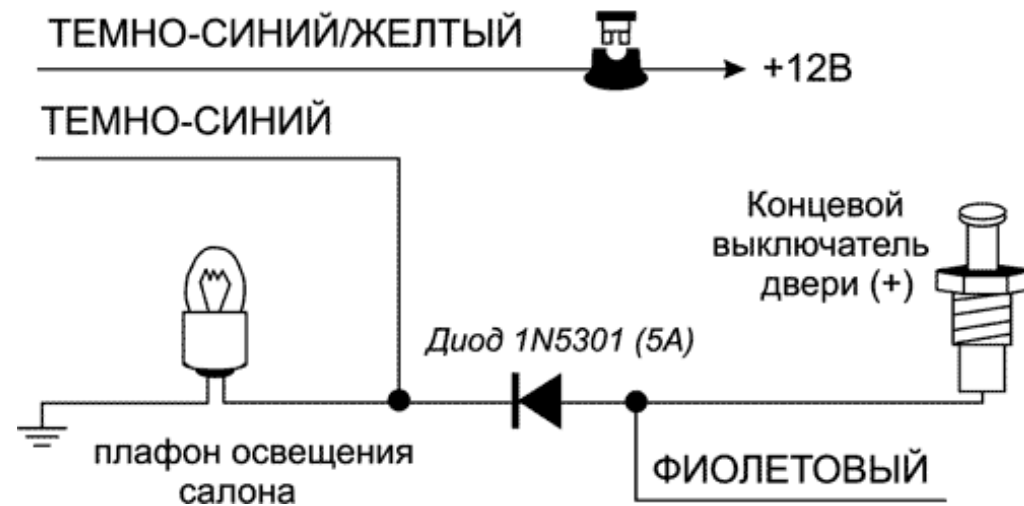 ТЕМНО-СИНИЙ/ЖЕЛТЫЙ
+12В
ТЕМНО-СИНИЙ
Концевой
выключатель
двери (+)
Диод 1N5301 (5А)
плафон освещения
салона
ФИОЛЕТОВЫЙ